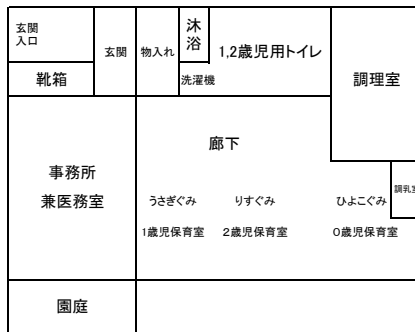 玄関
入口
玄関
物入れ
沐
浴
1,2歳児用トイレ
調理室
靴箱
洗濯機
廊下
事務所
兼医務室
調乳室
うさぎぐみ
りすぐみ
ひよこぐみ
1歳児保育室
2歳児保育室
0歳児保育室
園庭